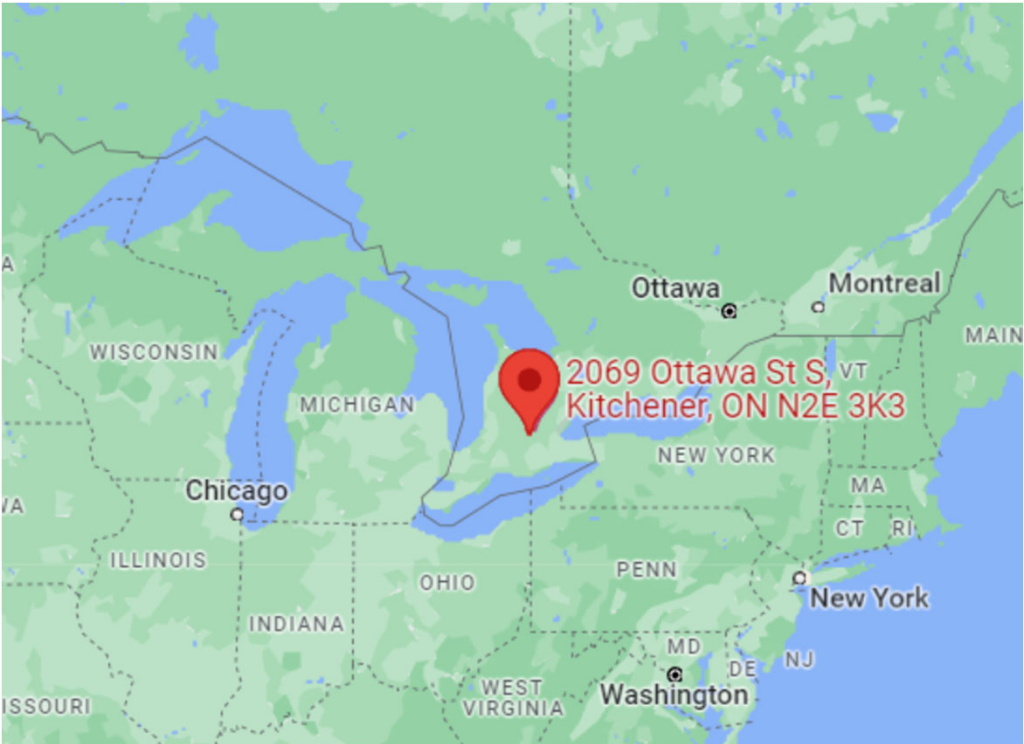 Ottawa
Montreal
MAIN
WISCONSIN
2069 Ottawa St S,
Kitchener, ON N2E 3K3
VT
MICHIGAN
NEW YORK
Chicago
MA
CT
RI
ILLINOIS
OHIO
PENN
New York
INDIANA
MD
DE
NJ
WEST
VIRGINIA
Washington
ISSOURI
A
VA